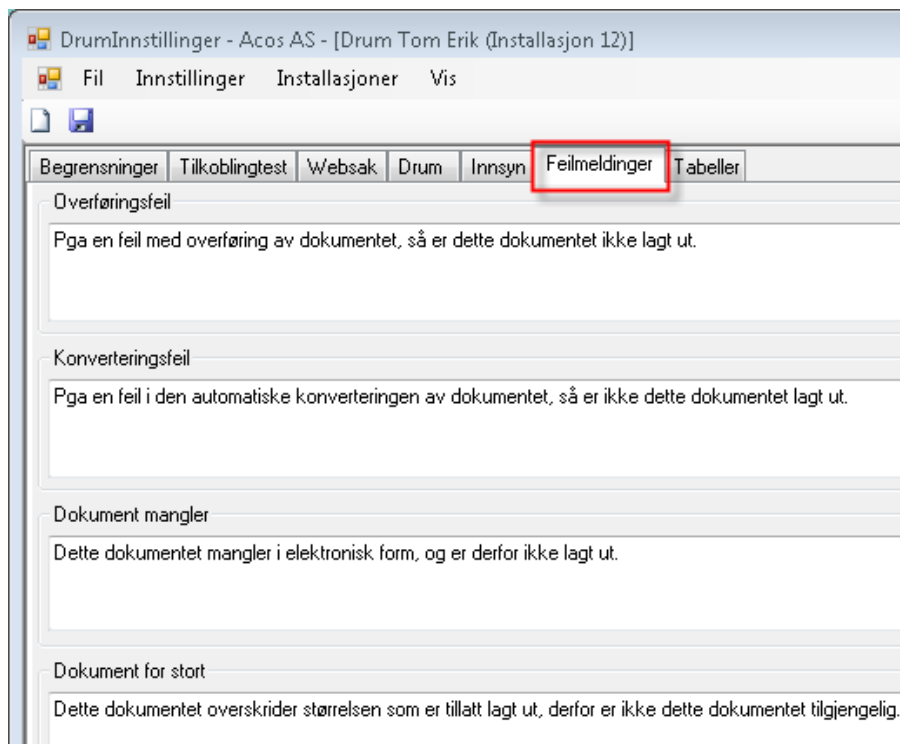 DrumInnstillinger - Acos AS - [Drum Tom Erik (Installasjon 12)]
Fil Innstillinger Installasjoner Vis
Begrensninger Tilkoblingtest Websak Drum Innsyn Feilmeldinger Tabeller
Overføringsfeil
Pga en feil med overføring av dokumentet, så er dette dokumentet ikke lagt ut.
Konverteringsfeil
Pga en feil i den automatiske konverteringen av dokumentet, så er ikke dette dokumentet lagt ut.
Dokument mangler
Dette dokumentet mangler i elektronisk form, og er derfor ikke lagt ut.
Dokument for stort
Dette dokumentet overskrider størrelsen som er tillatt lagt ut, derfor er ikke dette dokumentet tilgjengelig.